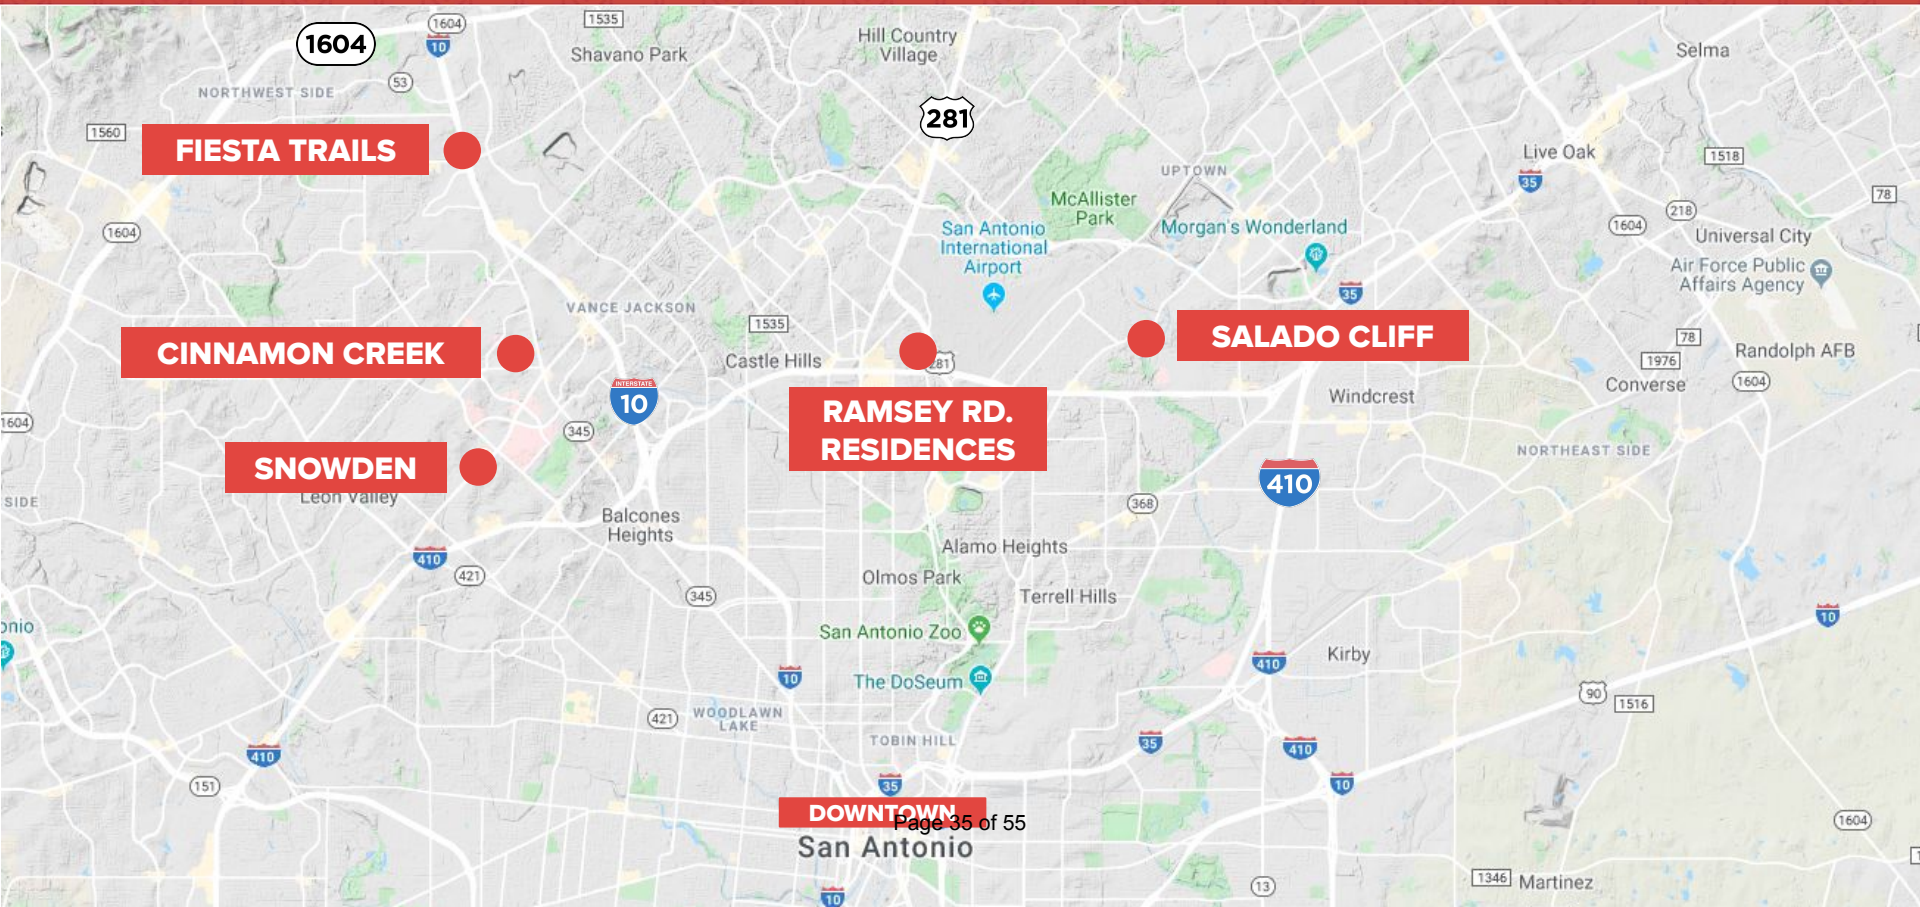 1604
1535
Hill Country
Village
1604
10
Shavano Park
Selma
53
NORTHWEST SIDE
281
1560
FIESTA TRAILS
Live Oak
1518
UPTOWN
35
78
McAllister
Park
218
1604
1604
San Antonio
International
Airport
Morgan's Wonderland
Universal City
Air Force Public
Affairs Agency
35
VANCE JACKSON
1535
SALADO CLIFF
78
CINNAMON CREEK
Castle Hills
281
1976
Randolph AFB
Converse
1604
INTERSTATE
10
Windcrest
RAMSEY RD.
RESIDENCES
1604
345
NORTHEAST SIDE
SNOWDEN
410
Leon Valley
SIDE
368
Balcones
Heights
Alamo Heights
410
421
Olmos Park
345
Terrell Hills
10
onio
San Antonio Zoo
Kirby
410
10
The DoSeum
90
1516
421
WOODLAWN
LAKE
TOBIN HILL
35
410
410
151
35
10
DOWNTOWN
Page 35 of 55
1604
San Antonio
1346
Martinez
13
10